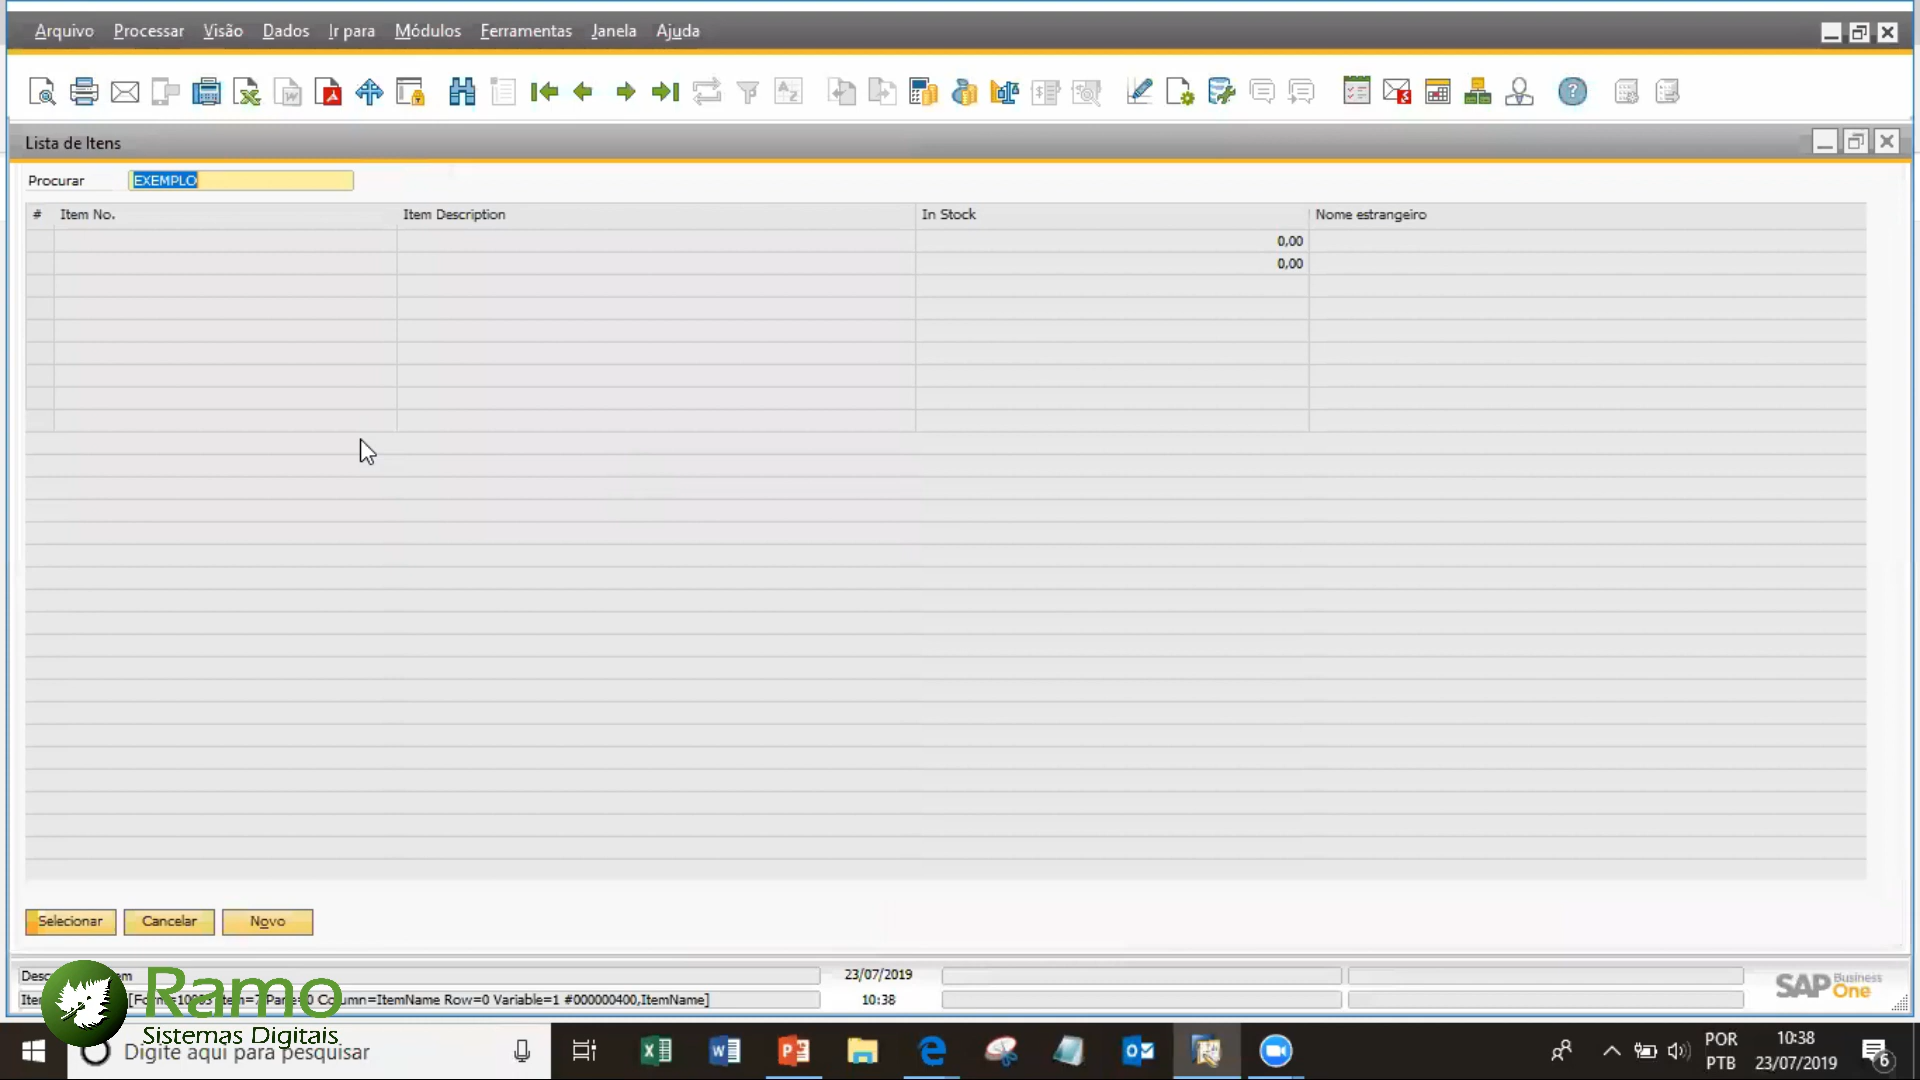 Arquivo Processar Visão Dados Ir para Módulos Ferramentas Janela Ajuda
Lista de Itens
Procurar EXEMPLO
# Item No. Item Description In Stock Nome estrangeiro
0,00
0,00
Selecionar Cancelar Novo
23/07/2019
10:38
Column=ItemName Row=0 Variable=1 #000000400,ItemName]
SAP Business One
Ramo
Sistemas Digitais
Digite aqui para pesquisar
POR
PTB
10:38
23/07/2019
6